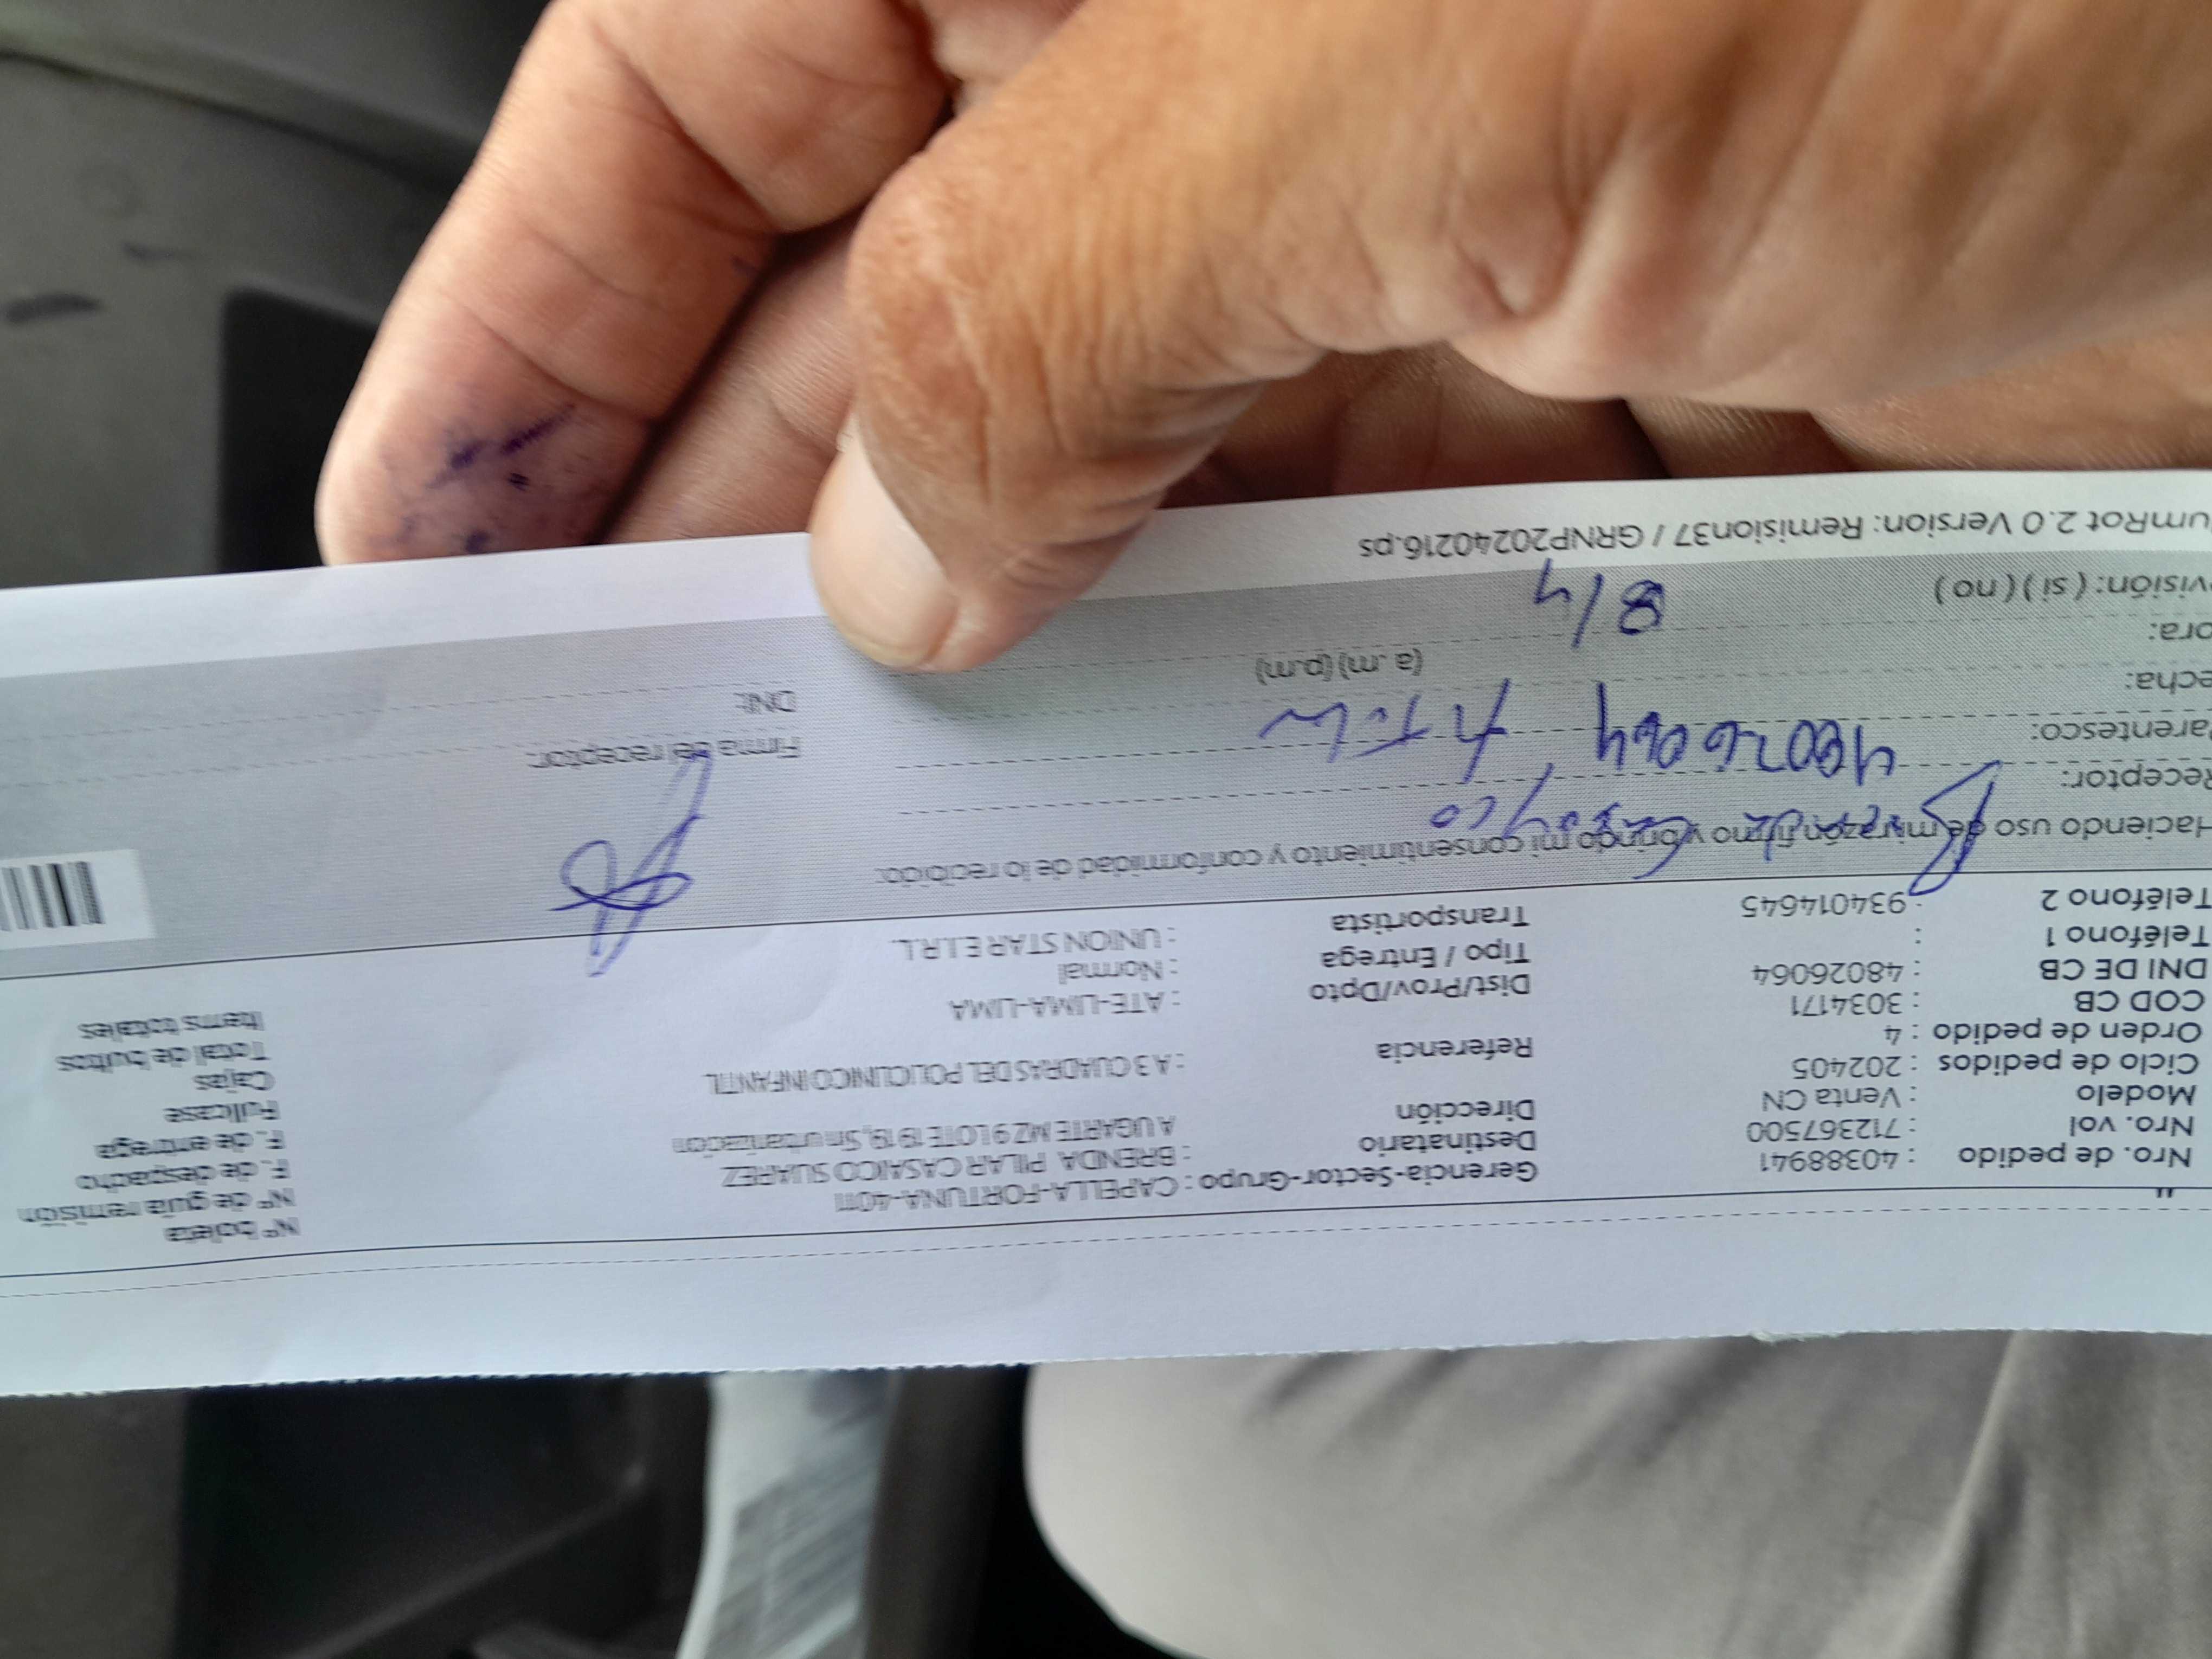 Nº boleta
Nº de guía remisión
F. de despacho
F. de entrega
Fullcase
Cajas
Total de bultos
Items totales
Gerencia-Sector-Grupo : CAPELLA-FORTUNA-4011
Destinatario : BRENDA PILAR CASAICO SUAREZ
Dirección A UGARTE MZ 9 LOTE 19 19, Sin urbanización
Referencia : A 3 CUADRAS DEL POLICLINICO INFANTIL
Dist/Prov/Dpto : ATE-LIMA-LIMA
Tipo / Entrega : Normal
Transportista : UNION STAR E.I.R.L.
Nro. de pedido : 40388941
Nro. vol : 712367500
Modelo : Venta CN
Ciclo de pedidos : 202405
Orden de pedido : 4
COD CB : 3034171
DNI DE CB : 48026064
Teléfono 1 :
Teléfono 2 : 934014645
Haciendo uso de mi razón firmo y brindo mi consentimiento y conformidad de lo recibido:
Brenda Casayco
Receptor:
48026064
Parentesco:
echa:
ora:
(a.m) (p.m)
8/4
visión: ( si ) ( no )
Firma del receptor:
DNI:
umRot 2.0 Version: Remision37 / GRNP20240216.ps